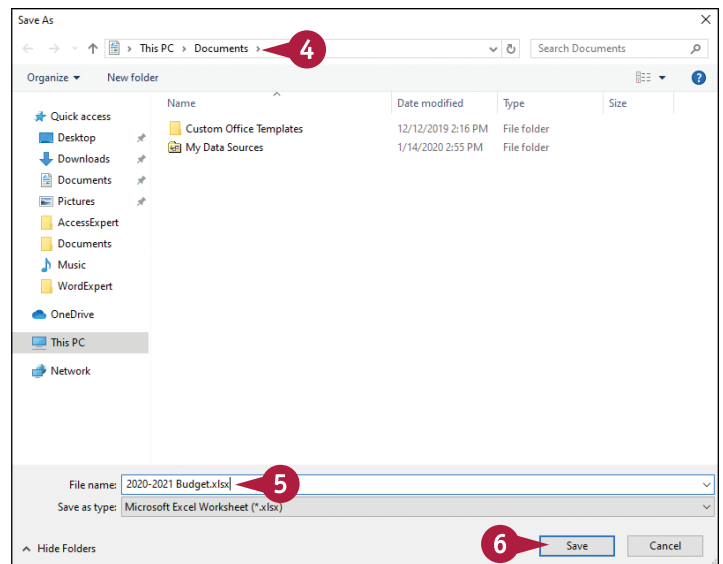 Save As
This PC > Documents > 4
Search Documents
Organize New folder
Name Date modified Type Size
Quick access
Desktop
Downloads
Documents
Pictures
AccessExpert
Documents
Music
WordExpert
OneDrive
This PC
Network
Custom Office Templates 12/12/2019 2:16 PM File folder
My Data Sources 1/14/2020 2:55 PM File folder
File name: 2020-2021 Budget.xlsx 5
Save as type: Microsoft Excel Worksheet (*.xlsx)
Hide Folders 6 Save Cancel